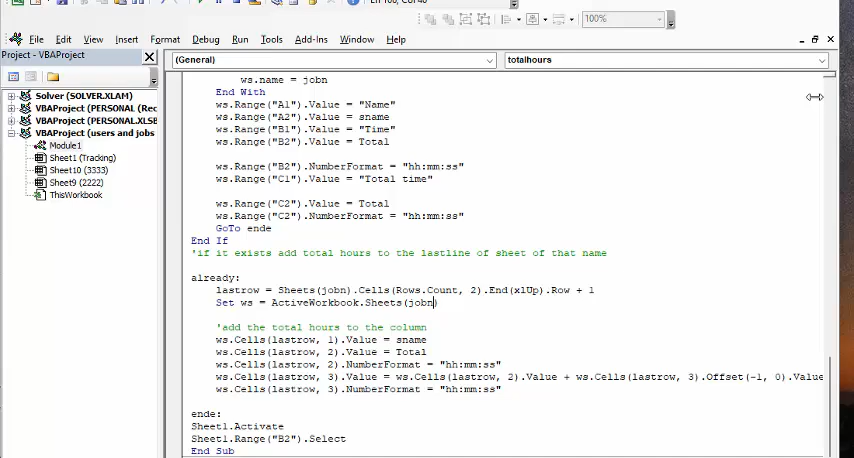 File Edit View Insert Format Debug Run Tools Add-Ins Window Help
100%
Project - VBAProject
(General)
totalhours
Solver (SOLVER.XLAM)
VBAProject (PERSONAL (Rec
VBAProject (PERSONAL.XLSB
VBAProject (users and jobs
Module1
Sheet1 (Tracking)
Sheet10 (3333)
Sheet9 (2222)
ThisWorkbook
ws.name = jobn
End With
ws.Range("A1").Value = "Name"
ws.Range("A2").Value = sname
ws.Range("B1").Value = "Time"
ws.Range("B2").Value = Total
ws.Range("B2").NumberFormat = "hh:mm:ss"
ws.Range("C1").Value = "Total time"
ws.Range("C2").Value = Total
ws.Range("C2").NumberFormat = "hh:mm:ss"
GoTo ende
End If
'if it exists add total hours to the lastline of sheet of that name
already:
lastrow = Sheets(jobn).Cells(Rows.Count, 2).End(xlUp).Row + 1
Set ws = ActiveWorkbook.Sheets(jobn)
'add the total hours to the column
ws.Cells(lastrow, 1).Value = sname
ws.Cells(lastrow, 2).Value = Total
ws.Cells(lastrow, 2).NumberFormat = "hh:mm:ss"
ws.Cells(lastrow, 3).Value = ws.Cells(lastrow, 2).Value + ws.Cells(lastrow, 3).Offset(-1, 0).Value
ws.Cells(lastrow, 3).NumberFormat = "hh:mm:ss"
ende:
Sheet1.Activate
Sheet1.Range("B2").Select
End Sub